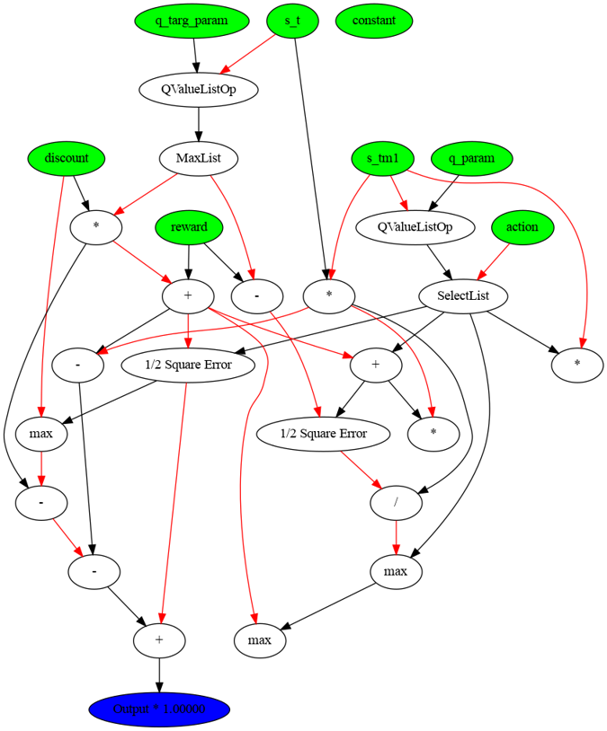 q_targ_param
s_t
constant
QValueListOp
discount
MaxList
s_tm1
q_param
*
reward
QValueListOp
action
+
-
*
SelectList
-
1/2 Square Error
+
*
max
1/2 Square Error
*
-
/
-
max
+
max
Output * 1.00000